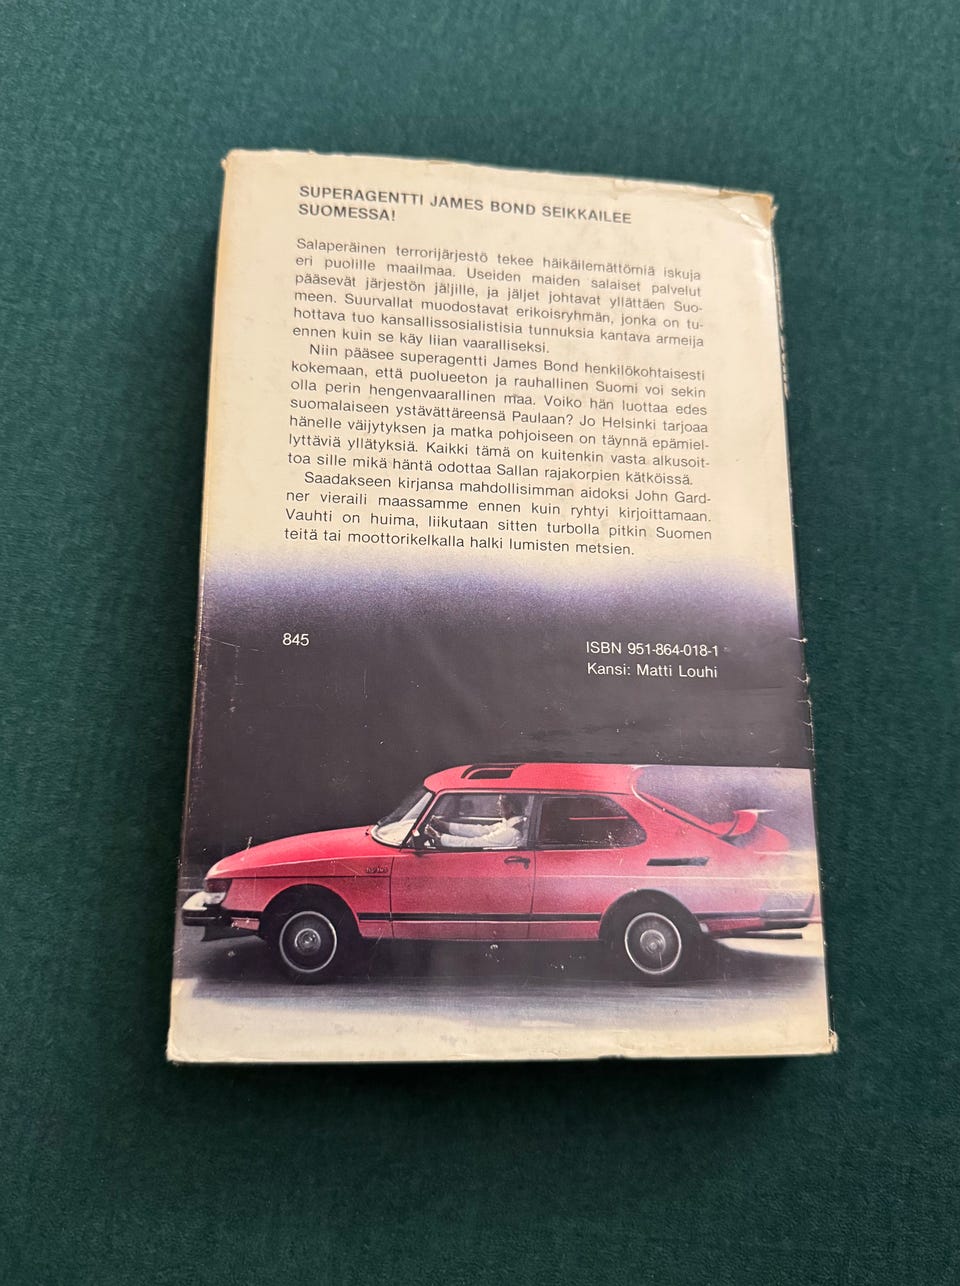 SUPERAGENTTI JAMES BOND SEIKKAILEE
SUOMESSA!
Salaperäinen terrorijärjestö tekee häikäilemättömiä iskuja
eri puolille maailmaa. Useiden maiden salaiset palvelut
pääsevät järjestön jäljille, ja jäljet johtavat yllättäen Suo-
meen. Suurvallat muodostavat erikoisryhmän, jonka on tu-
hottava tuo kansallissosialistisia tunnuksia kantava armeija
ennen kuin se käy liian vaaralliseksi.
Niin pääsee superagentti James Bond henkilökohtaisesti
kokemaan, että puolueeton ja rauhallinen Suomi voi sekin
olla perin hengenvaarallinen maa. Voiko hän luottaa edes
suomalaiseen ystävättäreensä Paulaan? Jo Helsinki tarjoaa
hänelle väijytyksen ja matka pohjoiseen on täynnä epämiel-
lyttäviä yllätyksiä. Kaikki tämä on kuitenkin vasta alkusoit-
toa sille mikä häntä odottaa Sallan rajakorpien kätköissä.
Saadakseen kirjansa mahdollisimman aidoksi John Gard-
ner vieraili maassamme ennen kuin ryhtyi kirjoittamaan.
Vauhti on huima, liikutaan sitten turbolla pitkin Suomen
teitä tai moottorikelkalla halki lumisten metsien.
845
ISBN 951-864-018-1
Kansi: Matti Louhi